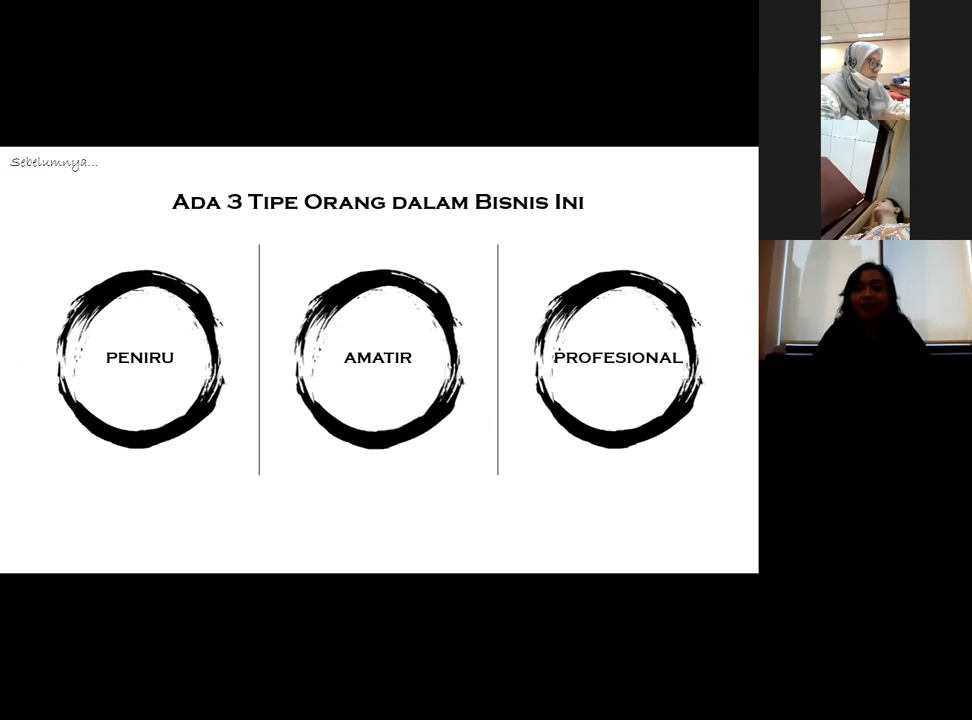 Sebelumnya...
Ada 3 Tipe Orang dalam Bisnis Ini
PENIRU
AMATIR
PROFESIONAL